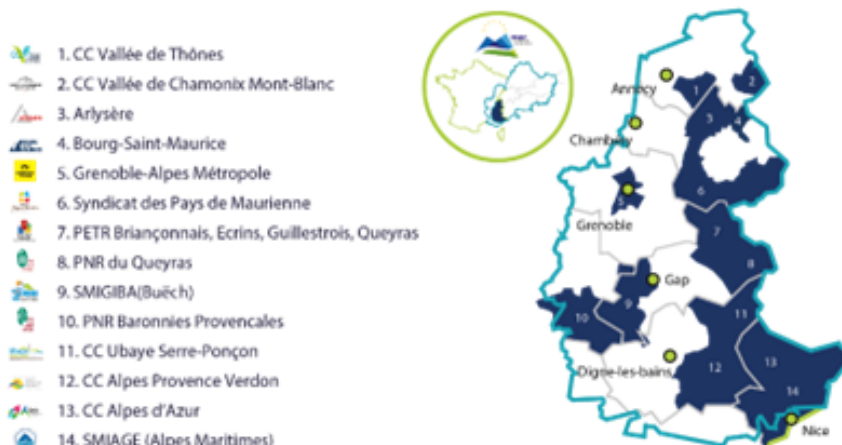 1. CC Vallée de Thônes
2. CC Vallée de Chamonix Mont-Blanc
3. Arlysère
4. Bourg-Saint-Maurice
5. Grenoble-Alpes Métropole
6. Syndicat des Pays de Maurienne
7. PETR Briançonnais, Ecrins, Guillestrois, Queyras
8. PNR du Queyras
9. SMIGIBA(Buëch)
10. PNR Baronnies Provencales
11. CC Ubaye Serre-Ponçon
12. CC Alpes Provence Verdon
13. CC Alpes d'Azur
14. SMIAGE (Alpes Maritimes)
Annecy
1
2
3
4
Chambéry
6
5
Grenoble
7
8
Gap
9
10
11
Digne-les-bains
12
13
14
Nice